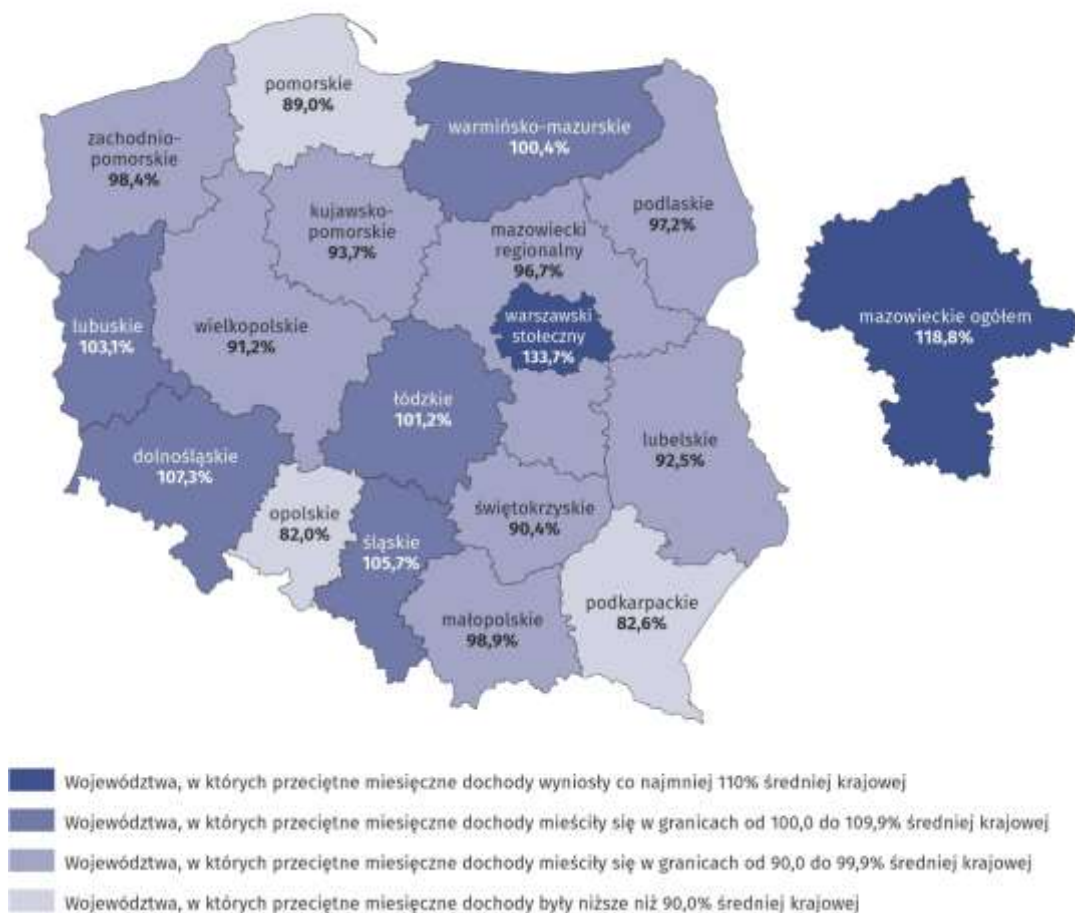 pomorskie
89,0%
warmińsko-mazurskie
100,4%
zachodnio-
pomorskie
98,4%
podlaskie
97,2%
kujawsko-
pomorskie
93,7%
mazowiecki
regionalny
96,7%
lubuskie
103,1%
wielkopolskie
91,2%
warszawski
stołeczny
133,7%
mazowieckie ogółem
118,8%
łódzkie
101,2%
dolnośląskie
107,3%
lubelskie
92,5%
opolskie
82,0%
świętokrzyskie
90,4%
śląskie
105,7%
małopolskie
98,9%
podkarpackie
82,6%
Województwa, w których przeciętne miesięczne dochody wyniosły co najmniej 110% średniej krajowej
Województwa, w których przeciętne miesięczne dochody mieściły się w granicach od 100,0 do 109,9% średniej krajowej
Województwa, w których przeciętne miesięczne dochody mieściły się w granicach od 90,0 do 99,9% średniej krajowej
Województwa, w których przeciętne miesięczne dochody były niższe niż 90,0% średniej krajowej